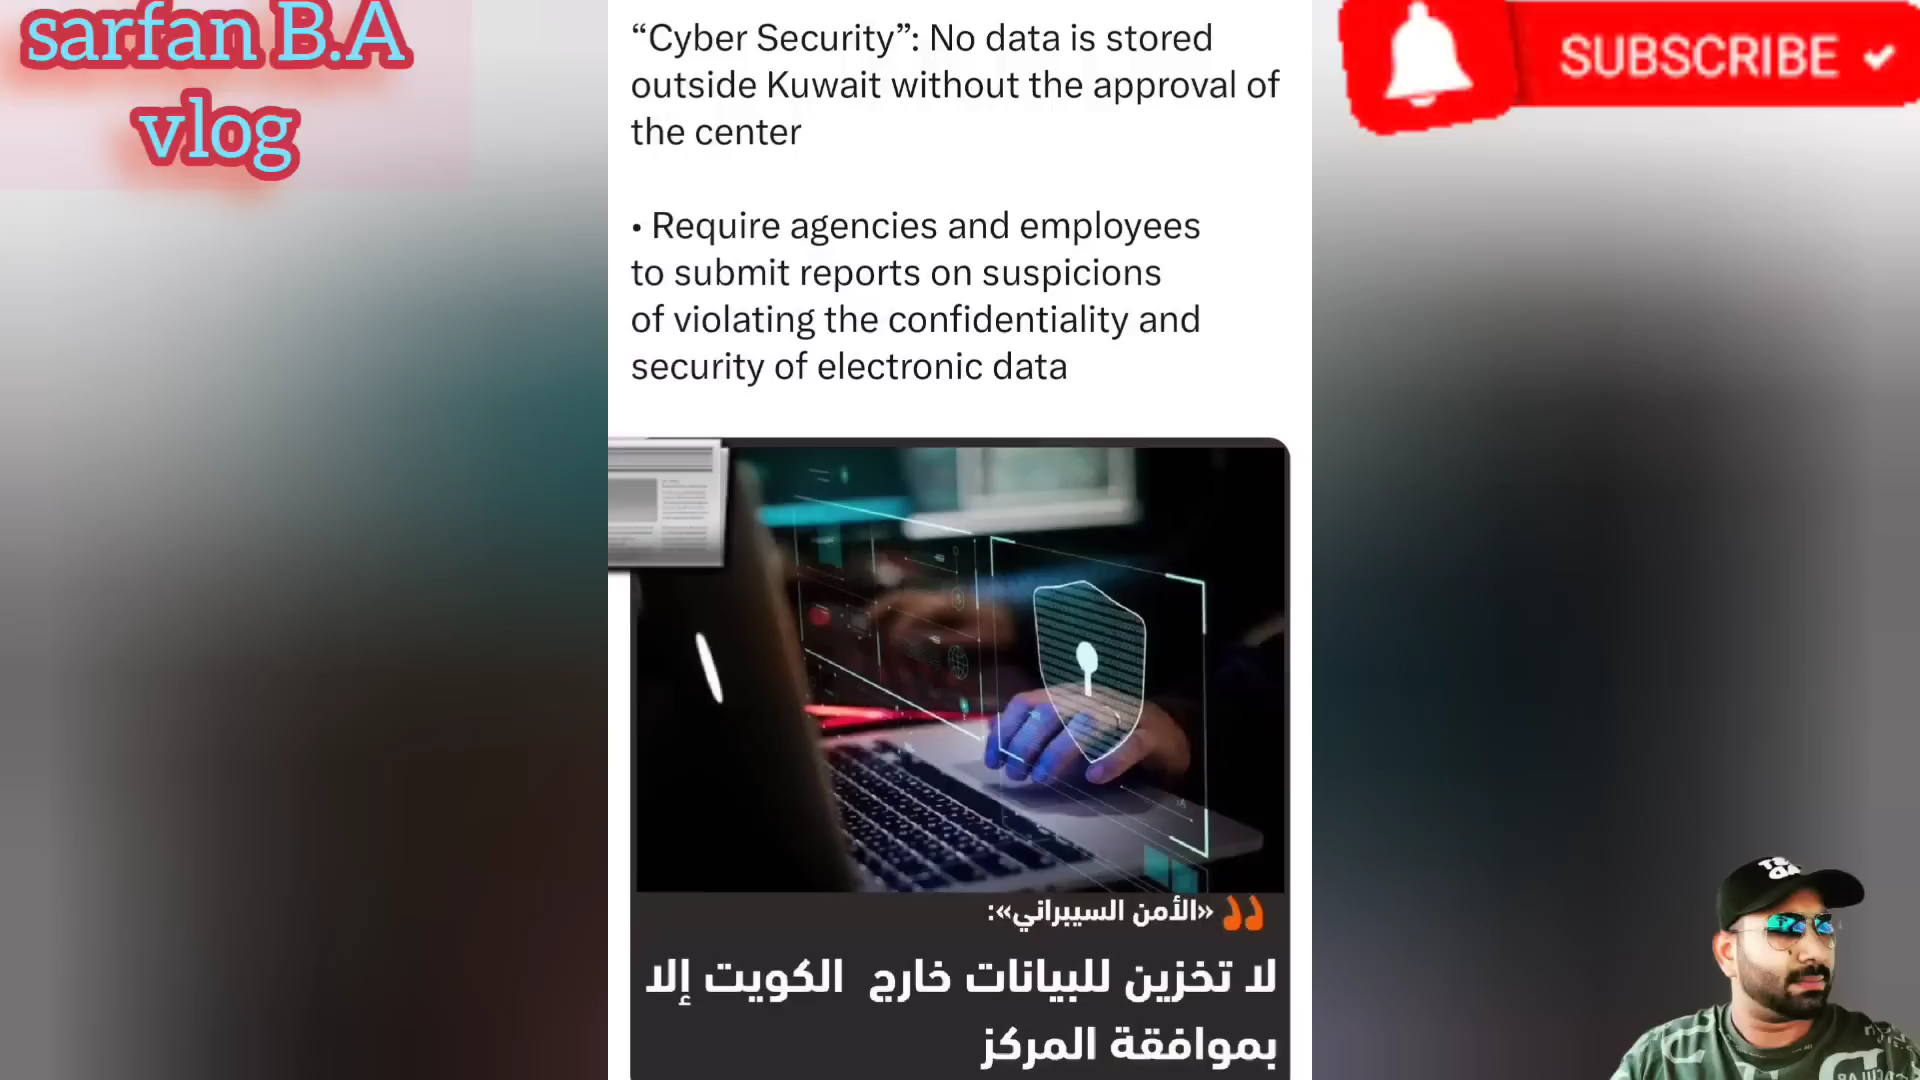 sarfan B.A
vlog
“Cyber Security”: No data is stored
outside Kuwait without the approval of
the center
• Require agencies and employees
to submit reports on suspicions
of violating the confidentiality and
security of electronic data
SUBSCRIBE
«الأمن السيبراني»:
لا تخزين للبيانات خارج الكويت إلا
بموافقة المركز